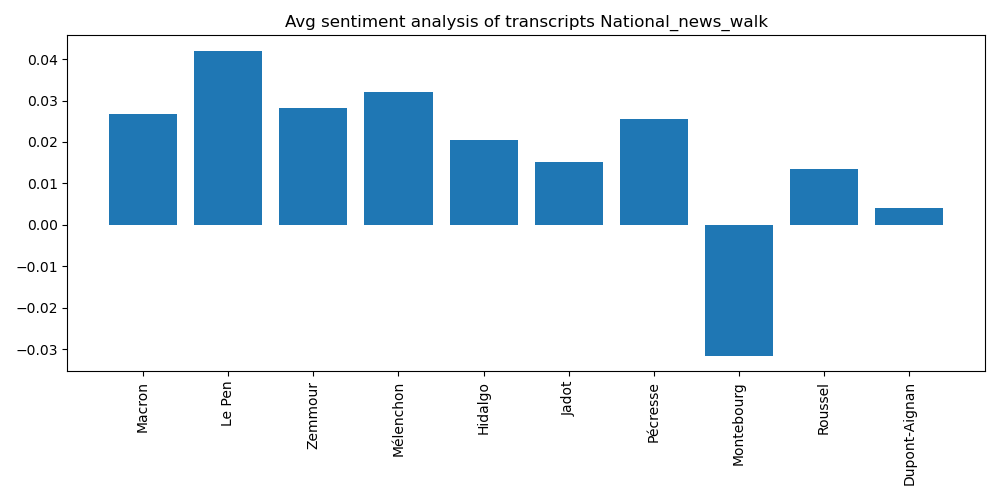 Avg sentiment analysis of transcripts National_news_walk
0.04
0.03
0.02
0.01
0.00
−0.01
−0.02
−0.03
Macron
Le Pen
Zemmour
Mélenchon
Hidalgo
Jadot
Pécresse
Montebourg
Roussel
Dupont-Aignan